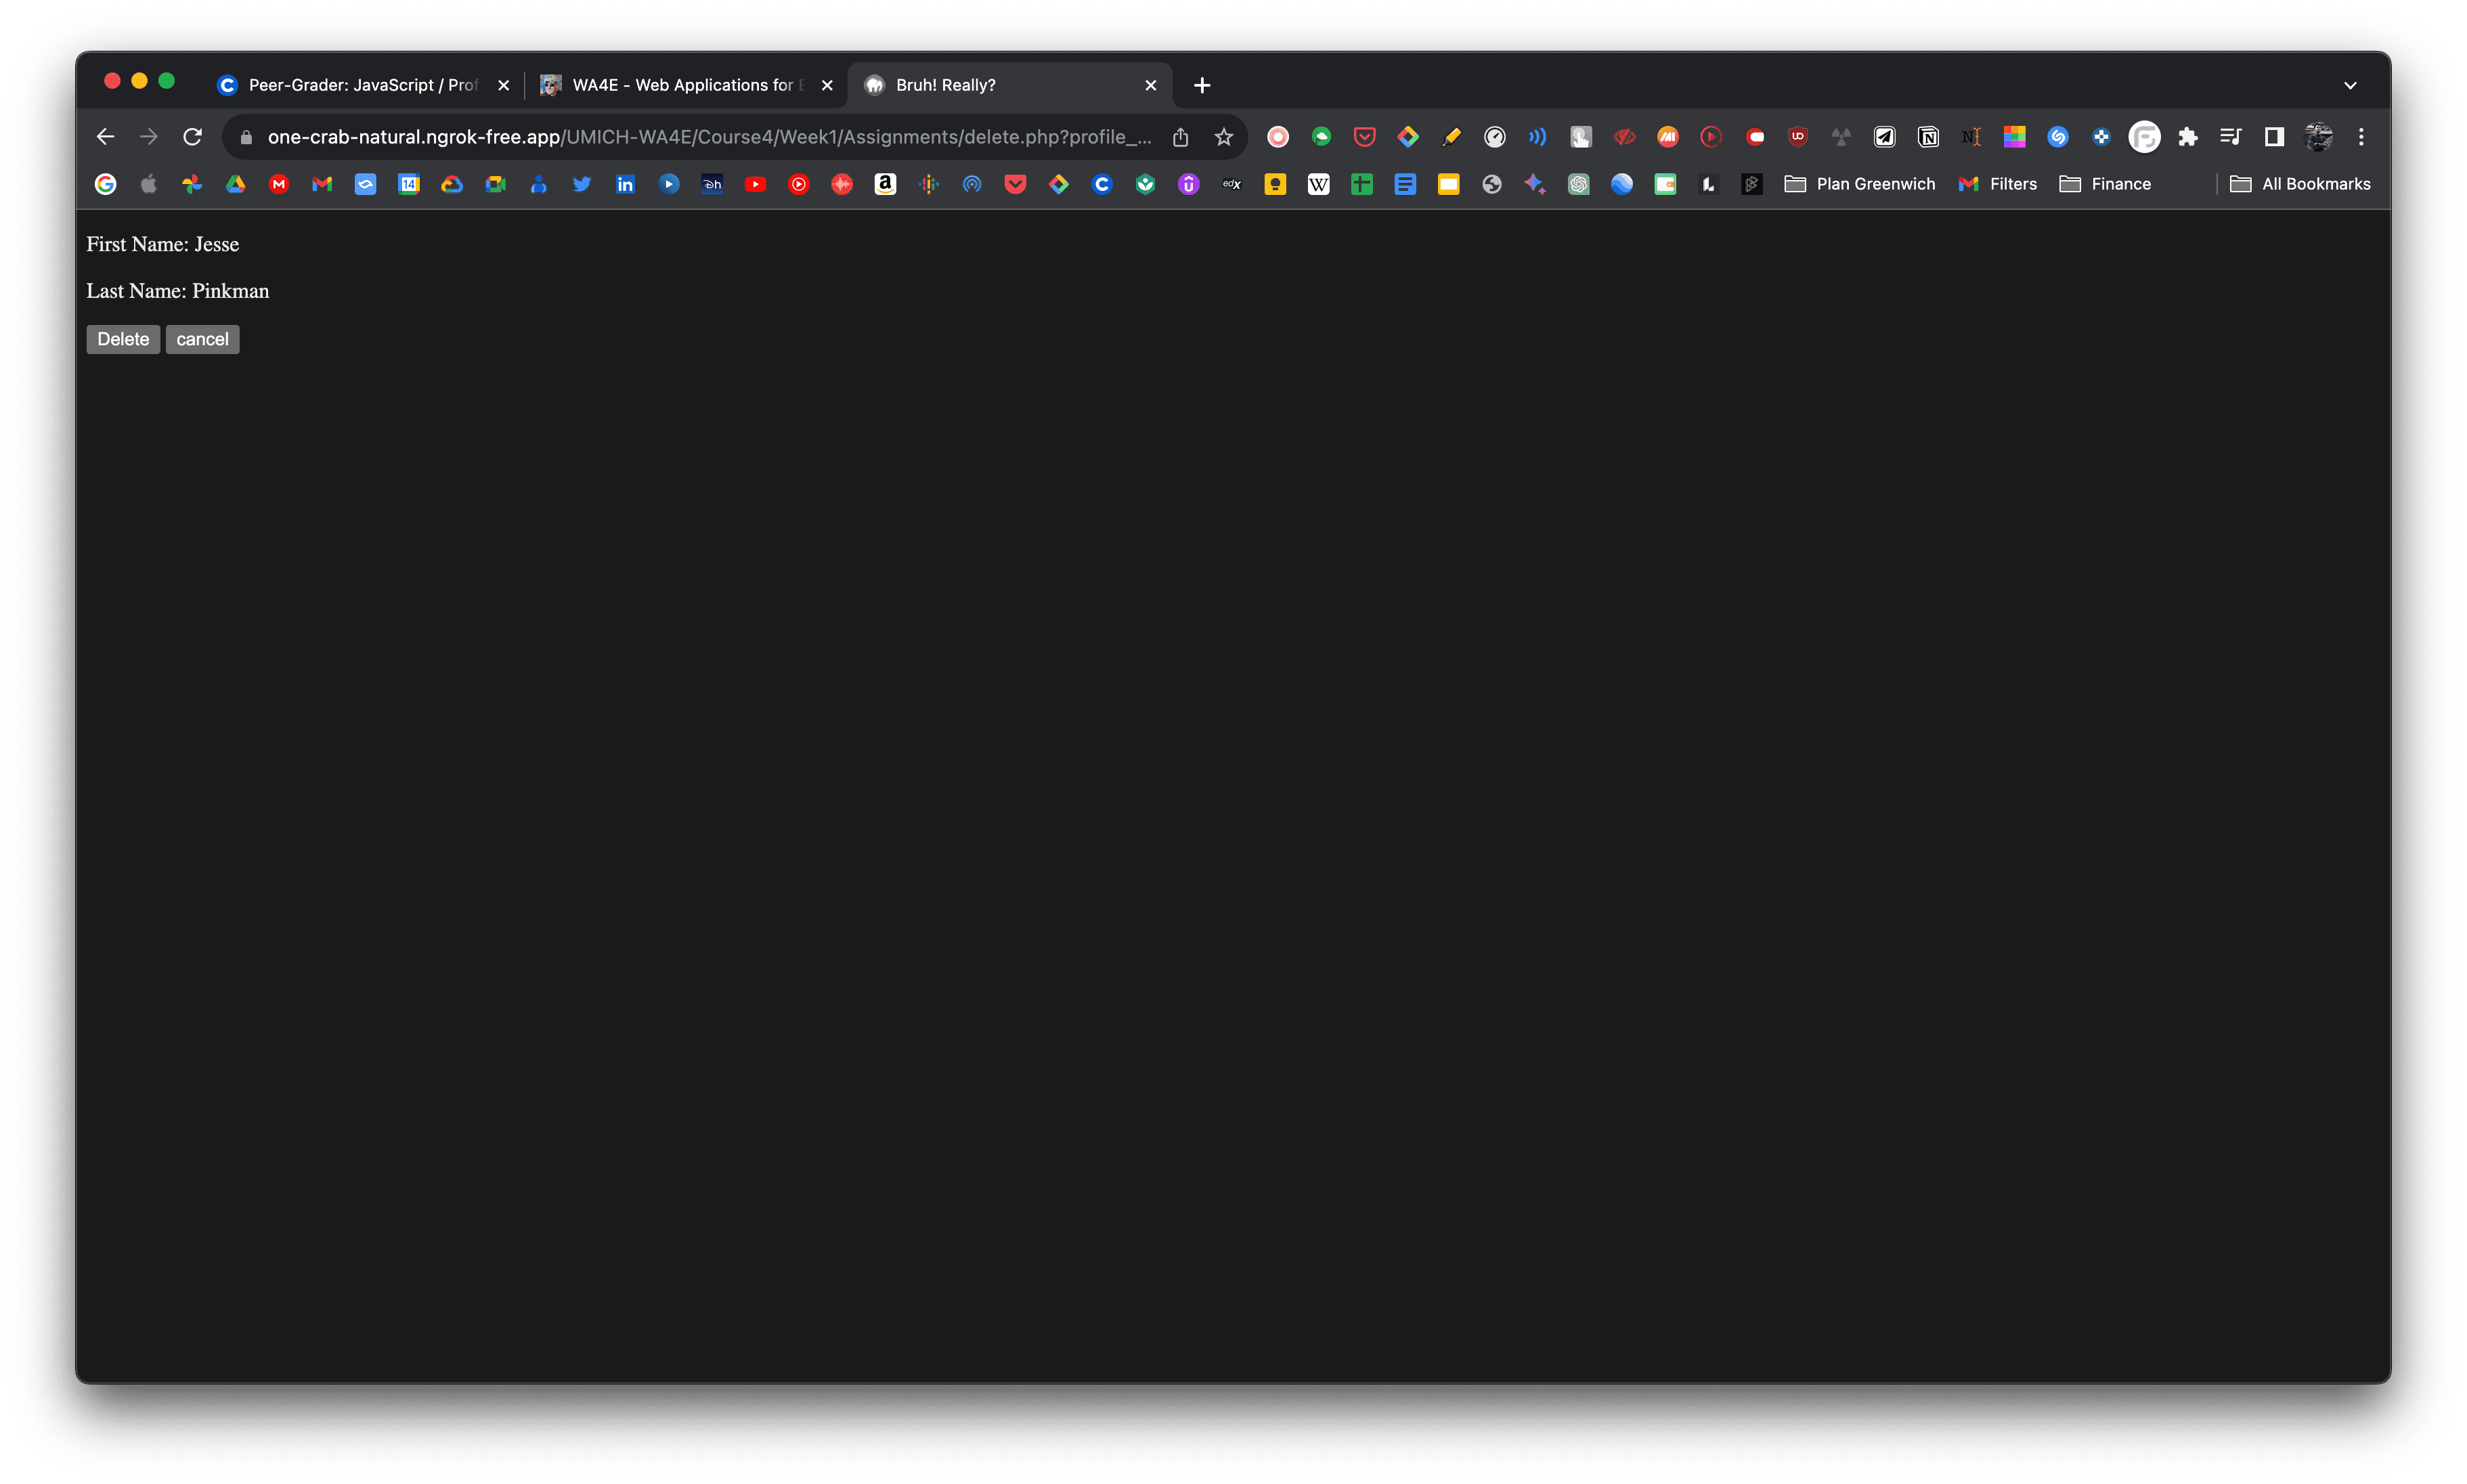 Peer-Grader: JavaScript / Prof
WA4E - Web Applications for E
Bruh! Really?
one-crab-natural.ngrok-free.app/UMICH-WA4E/Course4/Week1/Assignments/delete.php?profile_...
Plan Greenwich
Filters
Finance
All Bookmarks
First Name: Jesse
Last Name: Pinkman
Delete cancel